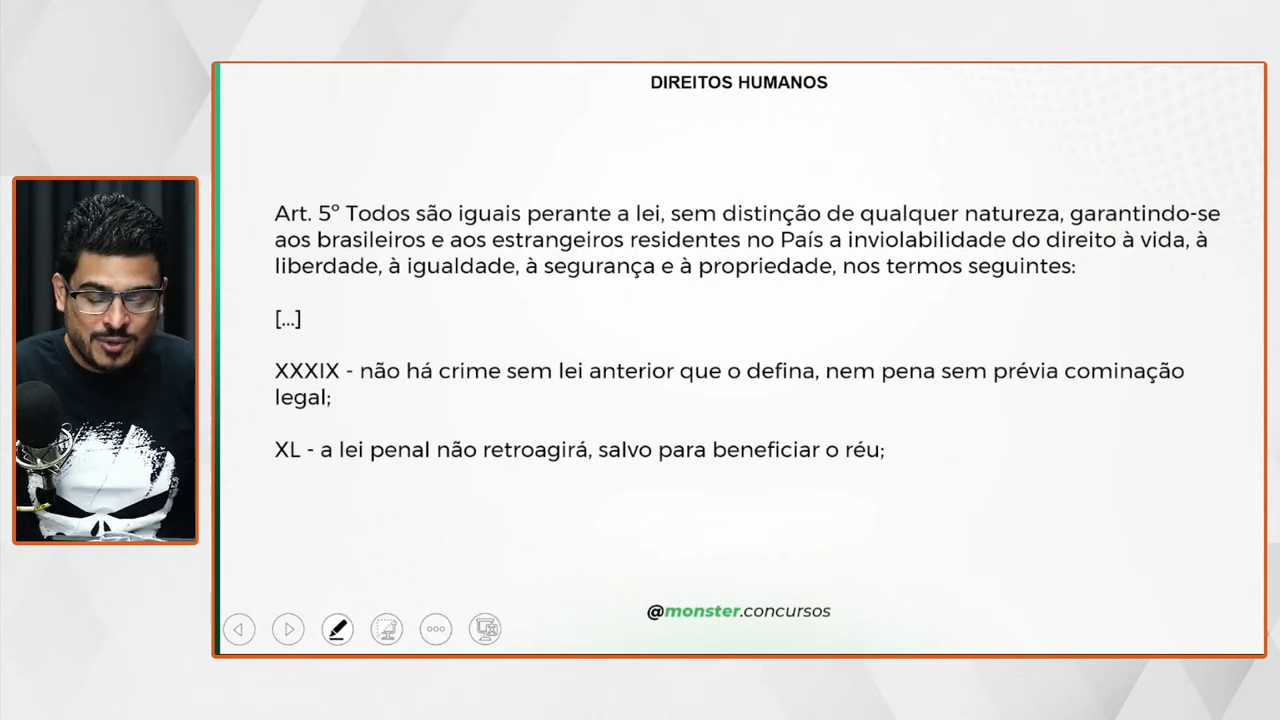 DIREITOS HUMANOS
Art. 5º Todos são iguais perante a lei, sem distinção de qualquer natureza, garantindo-se
aos brasileiros e aos estrangeiros residentes no País a inviolabilidade do direito à vida, à
liberdade, à igualdade, à segurança e à propriedade, nos termos seguintes:
[...]
XXXIX - não há crime sem lei anterior que o defina, nem pena sem prévia cominação
legal;
XL - a lei penal não retroagirá, salvo para beneficiar o réu;
@monster.concursos